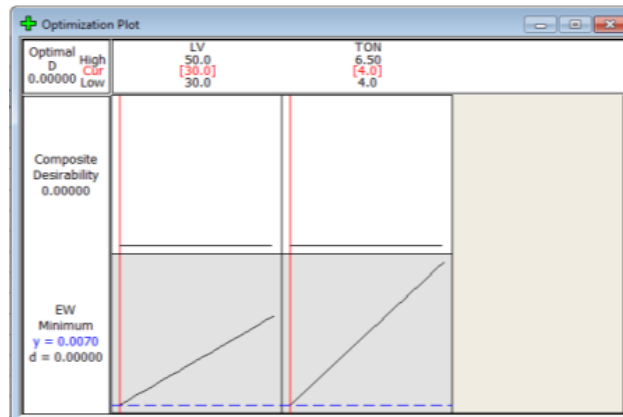 Optimization Plot
Optimal D 0.00000
High Cur Low
LV 50.0 [30.0] 30.0
TON 6.50 [4.0] 4.0
Composite
Desirability
0.00000
EW
Minimum
y = 0.0070
d = 0.00000